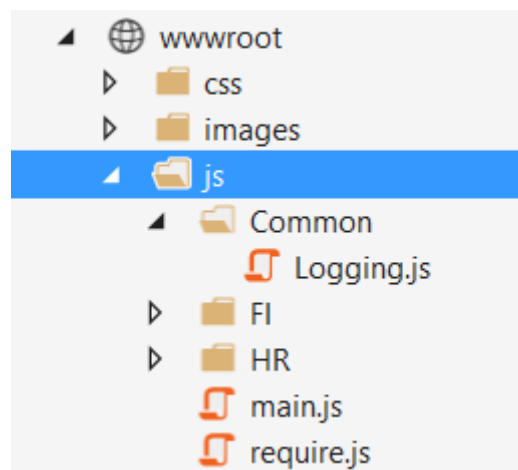 wwwroot
css
images
js
Common
Logging.js
FI
HR
main.js
require.js